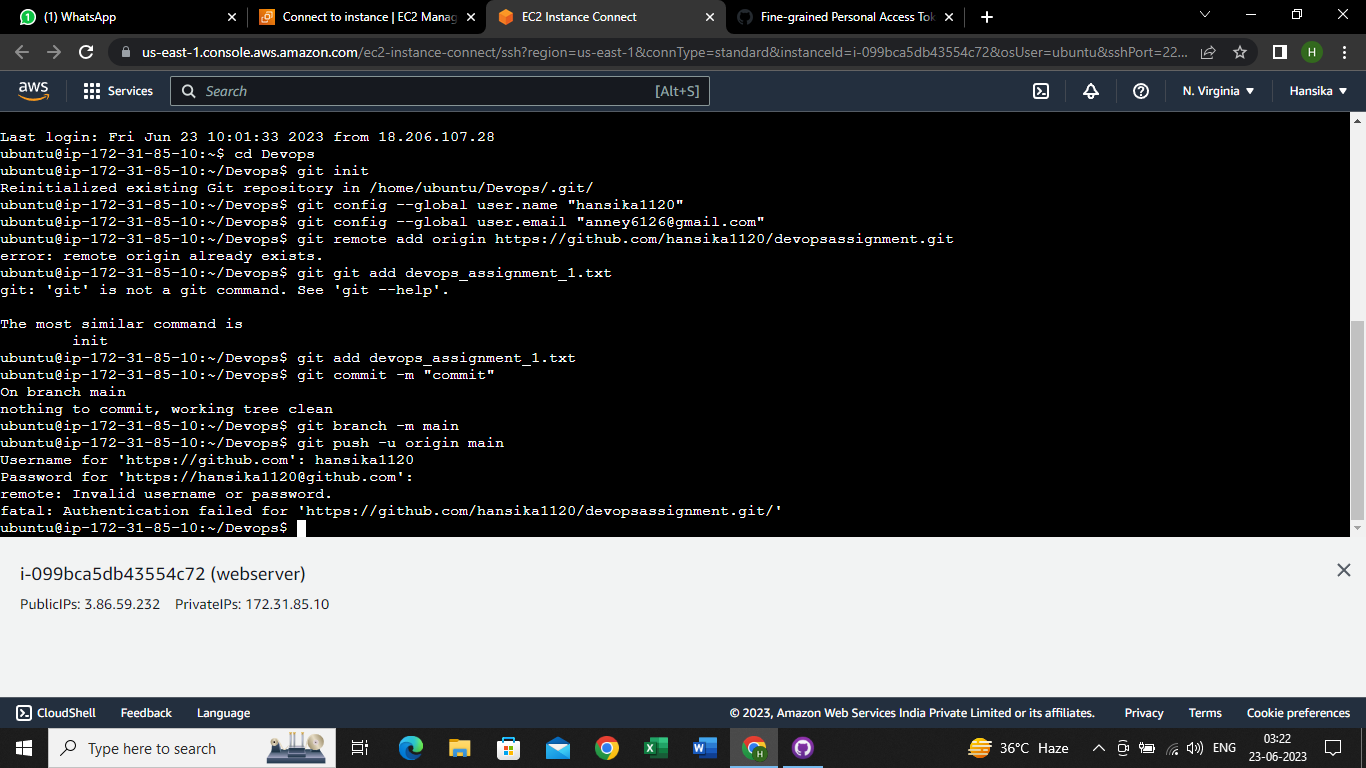 (1) WhatsApp
Connect to instance | EC2 Manag
EC2 Instance Connect
Fine-grained Personal Access Tok
us-east-1.console.aws.amazon.com/ec2-instance-connect/ssh?region=us-east-1&connType=standard&instanceId=i-099bca5db43554c72&osUser=ubuntu&sshPort=22...
H
aws
Services
Search
[Alt+S]
N. Virginia
Hansika
Last login: Fri Jun 23 10:01:33 2023 from 18.206.107.28
ubuntu@ip-172-31-85-10:~$ cd Devops
ubuntu@ip-172-31-85-10:~/Devops$ git init
Reinitialized existing Git repository in /home/ubuntu/Devops/.git/
ubuntu@ip-172-31-85-10:~/Devops$ git config --global user.name "hansika1120"
ubuntu@ip-172-31-85-10:~/Devops$ git config --global user.email "anney6126@gmail.com"
ubuntu@ip-172-31-85-10:~/Devops$ git remote add origin https://github.com/hansika1120/devopsassignment.git
error: remote origin already exists.
ubuntu@ip-172-31-85-10:~/Devops$ git git add devops_assignment_1.txt
git: 'git' is not a git command. See 'git --help'.
The most similar command is
init
ubuntu@ip-172-31-85-10:~/Devops$ git add devops_assignment_1.txt
ubuntu@ip-172-31-85-10:~/Devops$ git commit -m "commit"
On branch main
nothing to commit, working tree clean
ubuntu@ip-172-31-85-10:~/Devops$ git branch -m main
ubuntu@ip-172-31-85-10:~/Devops$ git push -u origin main
Username for 'https://github.com': hansika1120
Password for 'https://hansika1120@github.com':
remote: Invalid username or password.
fatal: Authentication failed for 'https://github.com/hansika1120/devopsassignment.git/'
ubuntu@ip-172-31-85-10:~/Devops$
i-099bca5db43554c72 (webserver)
PublicIPs: 3.86.59.232 PrivateIPs: 172.31.85.10
CloudShell
Feedback
Language
© 2023, Amazon Web Services India Private Limited or its affiliates.
Privacy
Terms
Cookie preferences
Type here to search
36°C Haze
ENG
03:22
23-06-2023